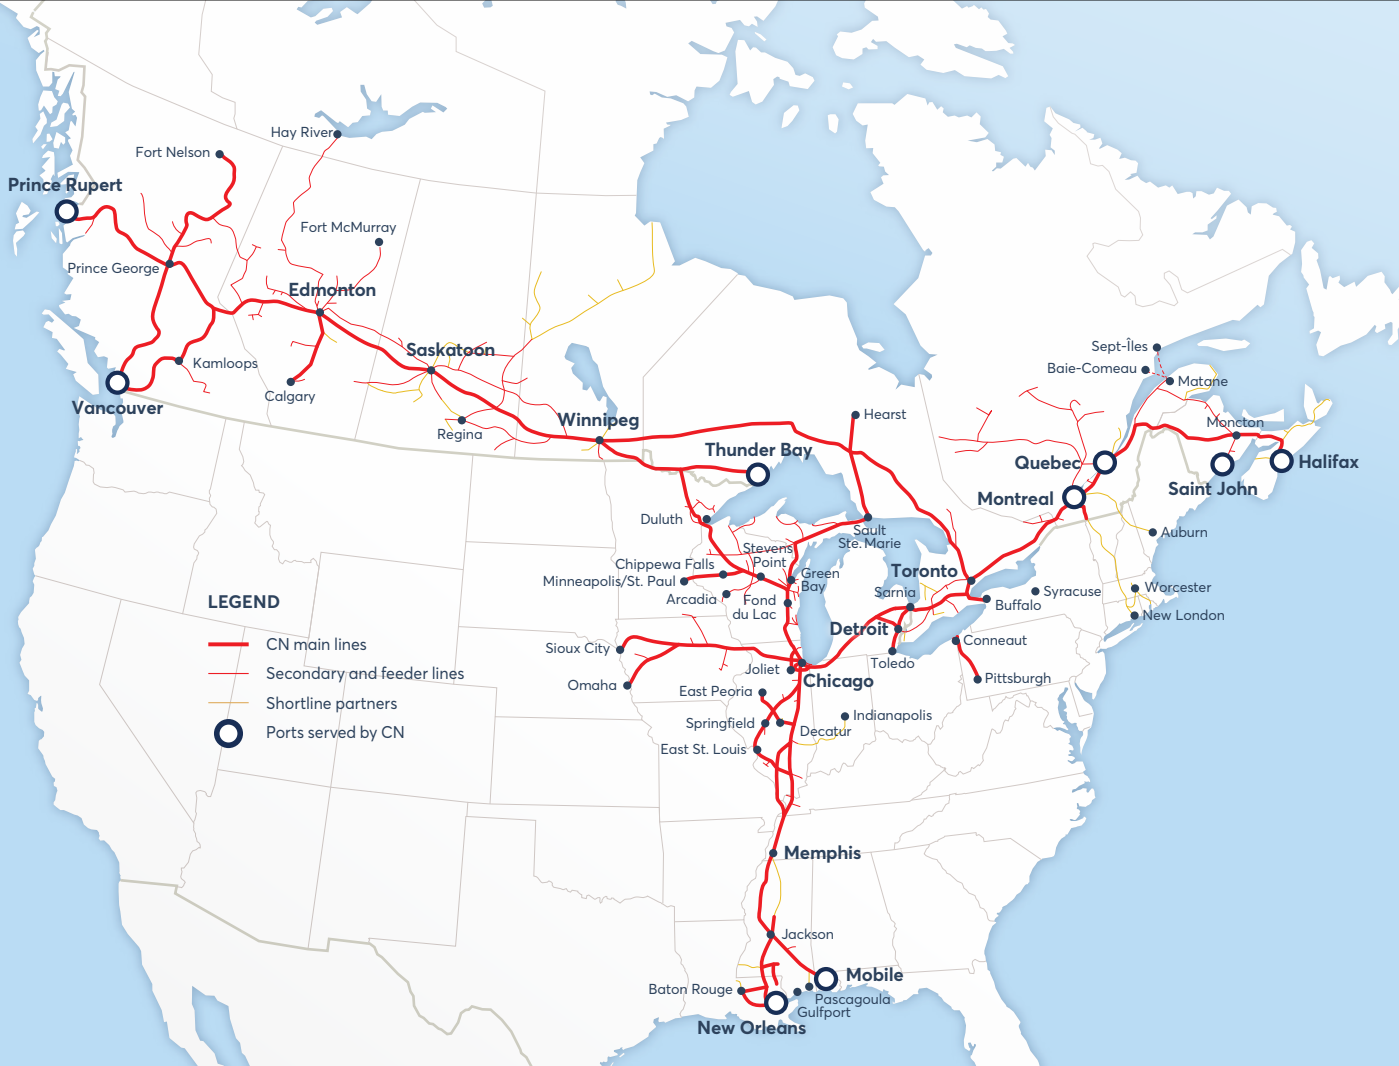 Hay River
Fort Nelson
Prince Rupert
Fort McMurray
Prince George
Edmonton
Saskatoon
Kamloops
Calgary
Vancouver
Regina
Winnipeg
Thunder Bay
Hearst
Sept-Îles
Baie-Comeau
Matane
Moncton
Quebec
Halifax
Montreal
Saint John
Duluth
Sault
Ste. Marie
Auburn
Stevens
Point
Chippewa Falls
Minneapolis/St. Paul
Green
Bay
Toronto
Sarnia
Arcadia
Fond
du Lac
Buffalo
Syracuse
Worcester
New London
LEGEND
CN main lines
Secondary and feeder lines
Shortline partners
Ports served by CN
Detroit
Conneaut
Sioux City
Toledo
Joliet
Chicago
Pittsburgh
Omaha
East Peoria
Springfield
Decatur
Indianapolis
East St. Louis
Memphis
Jackson
Mobile
Baton Rouge
Pascagoula
Gulfport
New Orleans